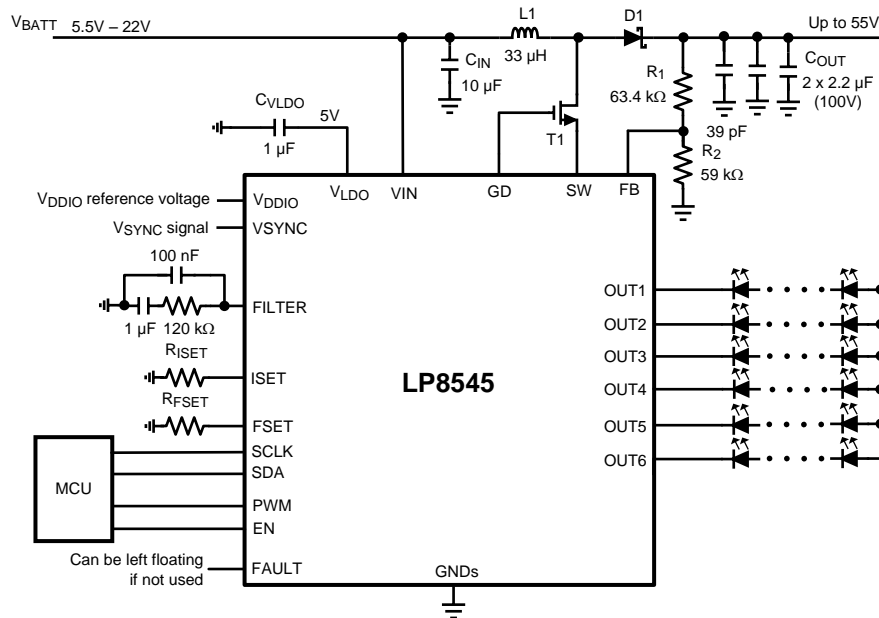 VBATT 5.5V – 22V
L1
33 µH
D1
Up to 55V
CIN
10 µF
R1
63.4 kΩ
COUT
2 x 2.2 µF
(100V)
39 pF
R2
59 kΩ
T1
CVLDO
5V
1 µF
VLDO
VIN
GD
SW
FB
VDDIO reference voltage
VDDIO
VSYNC signal
VSYNC
100 nF
1 µF
120 kΩ
FILTER
RISET
ISET
RFSET
FSET
MCU
SCLK
SDA
PWM
EN
Can be left floating
if not used
FAULT
LP8545
OUT1
OUT2
OUT3
OUT4
OUT5
OUT6
GNDs